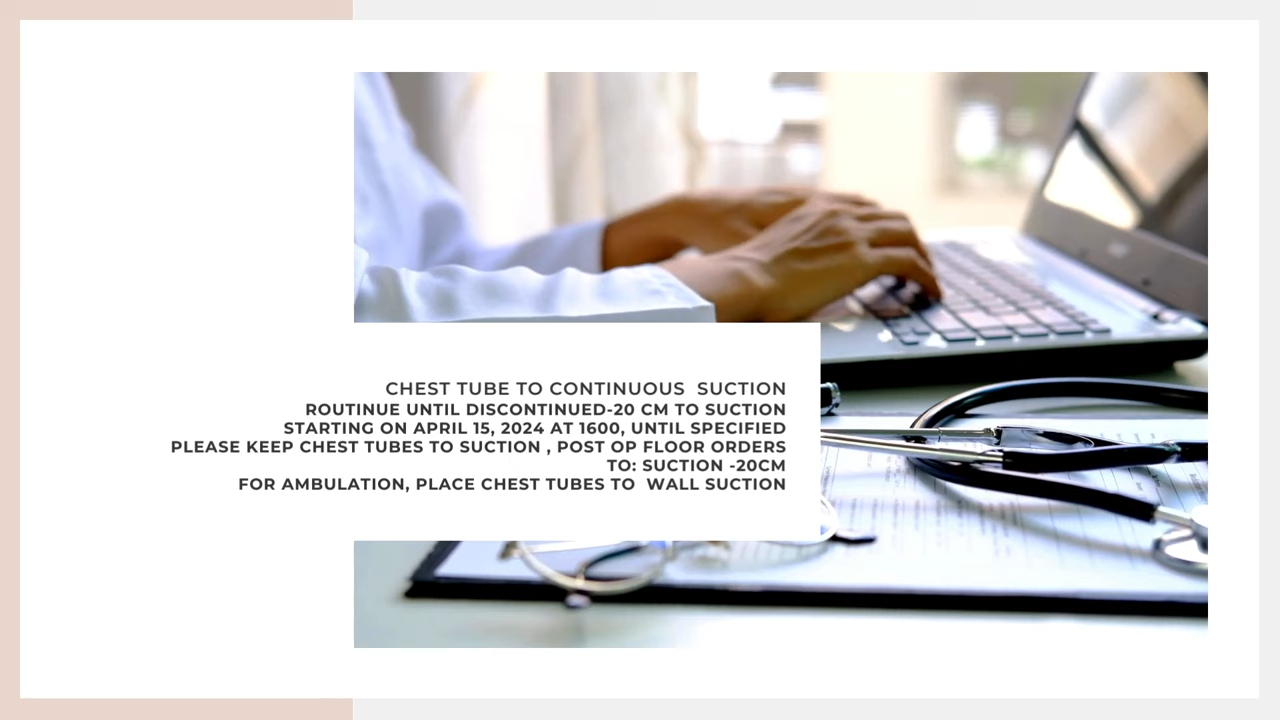 CHEST TUBE TO CONTINUOUS  SUCTION
ROUTINUE UNTIL DISCONTINUED-20 CM TO SUCTION
STARTING ON APRIL 15, 2024 AT 1600, UNTIL SPECIFIED
PLEASE KEEP CHEST TUBES TO SUCTION , POST OP FLOOR ORDERS
TO: SUCTION -20CM
FOR AMBULATION, PLACE CHEST TUBES TO  WALL SUCTION